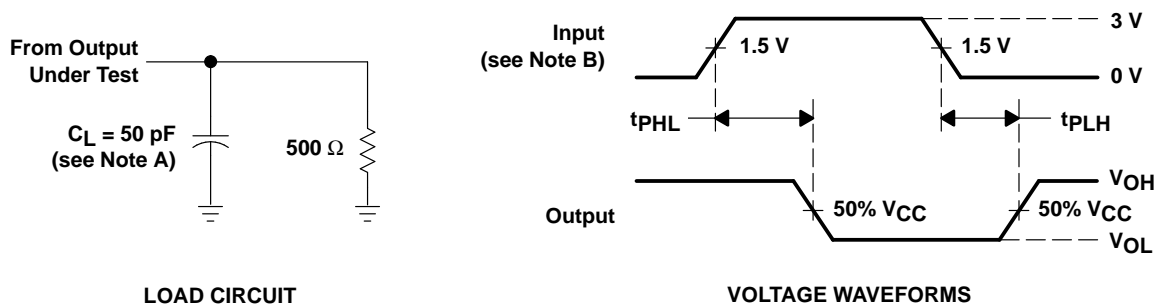 From Output
Under Test
CL = 50 pF
(see Note A)
500 Ω
LOAD CIRCUIT
Input
(see Note B)
1.5 V
1.5 V
3 V
0 V
tPHL
tPLH
Output
50% VCC
50% VCC
VOH
VOL
VOLTAGE WAVEFORMS